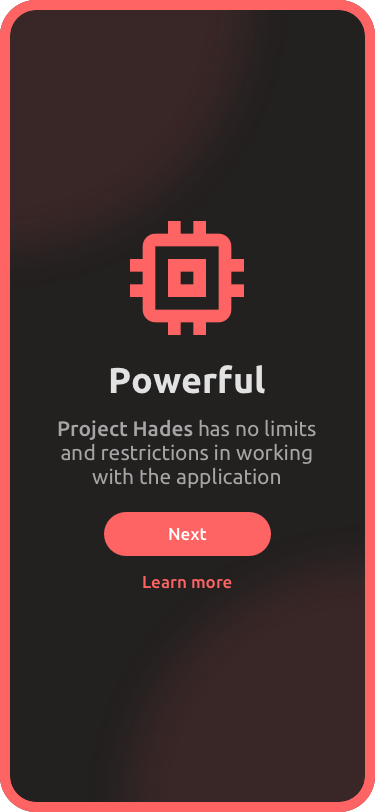 Powerful
Project Hades has no limits
and restrictions in working
with the application
Next
Learn more